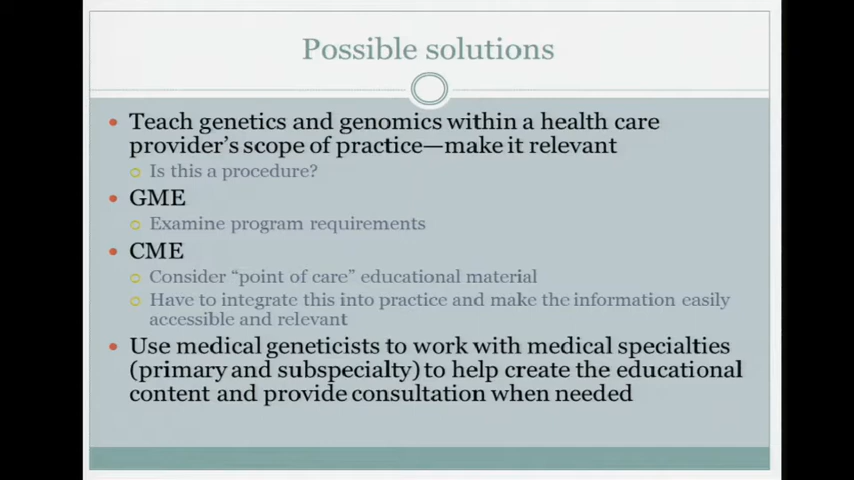 Possible solutions
Teach genetics and genomics within a health care
provider's scope of practice—make it relevant
Is this a procedure?
GME
Examine program requirements
CME
Consider “point of care” educational material
Have to integrate this into practice and make the information easily
accessible and relevant
Use medical geneticists to work with medical specialties
(primary and subspecialty) to help create the educational
content and provide consultation when needed